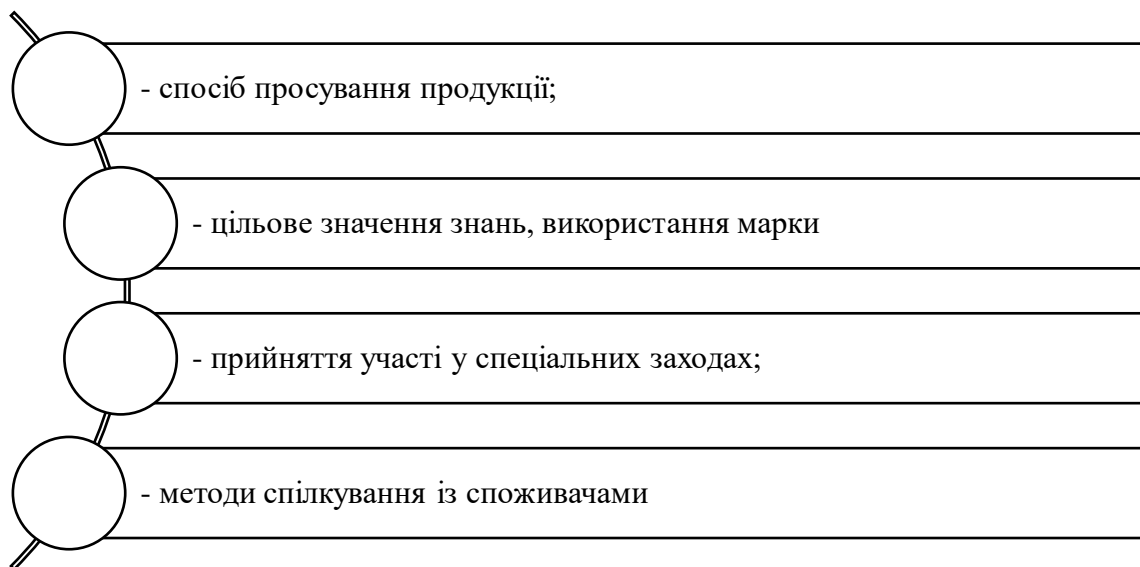 - спосіб просування продукції;
- цільове значення знань, використання марки
- прийняття участі у спеціальних заходах;
- методи спілкування із споживачами